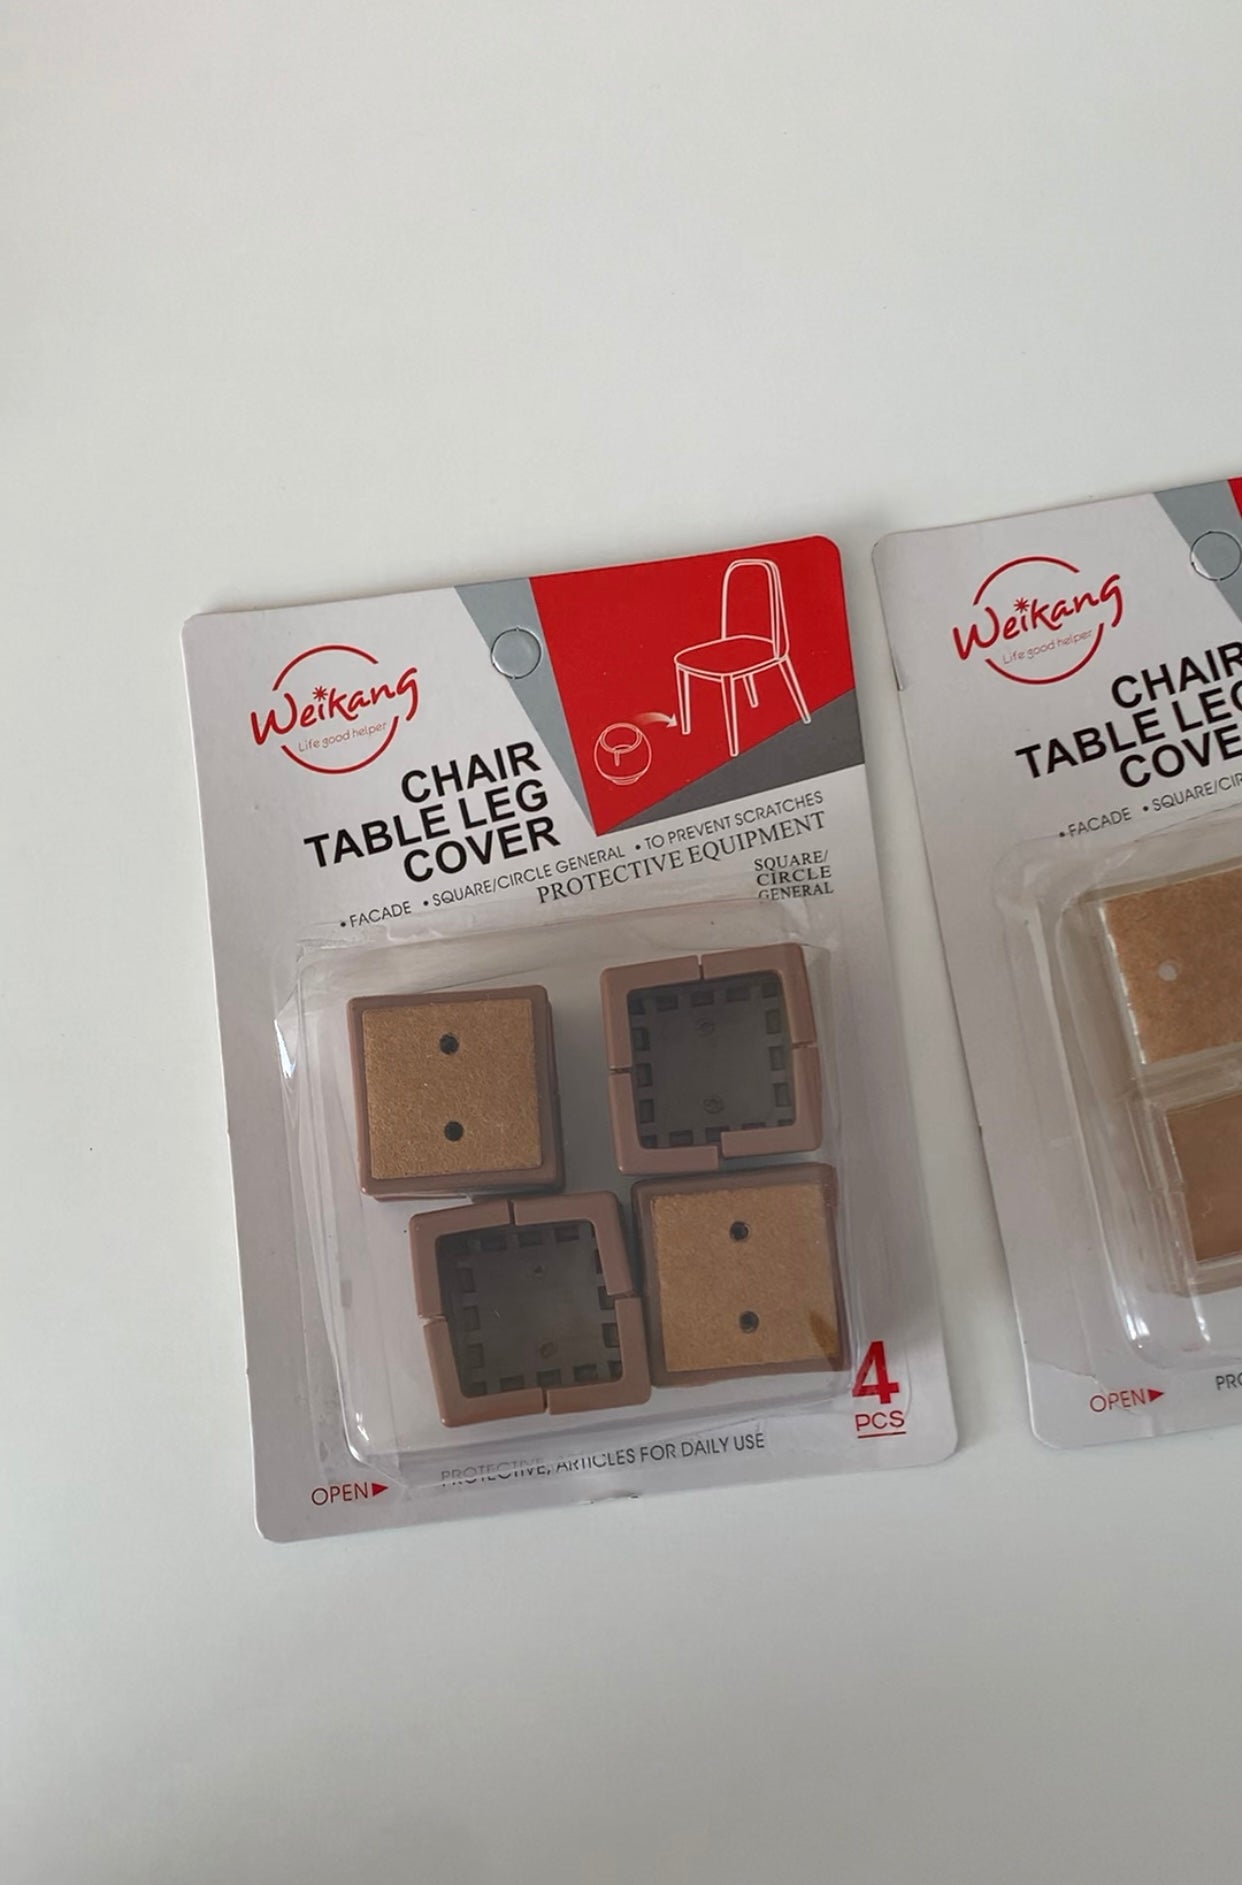 Weikang
Life good helper
CHAIR
TABLE LEG
COVER
• FACADE • SQUARE/CIRCLE GENERAL • TO PREVENT SCRATCHES
PROTECTIVE EQUIPMENT
SQUARE/
CIRCLE
GENERAL
4
PCS
OPEN
PROTECTIVE, ARTICLES FOR DAILY USE
Weikang
Life good helper
CHAIR
TABLE LEG
COVE
• FACADE • SQUARE/CIR
OPEN
PRO